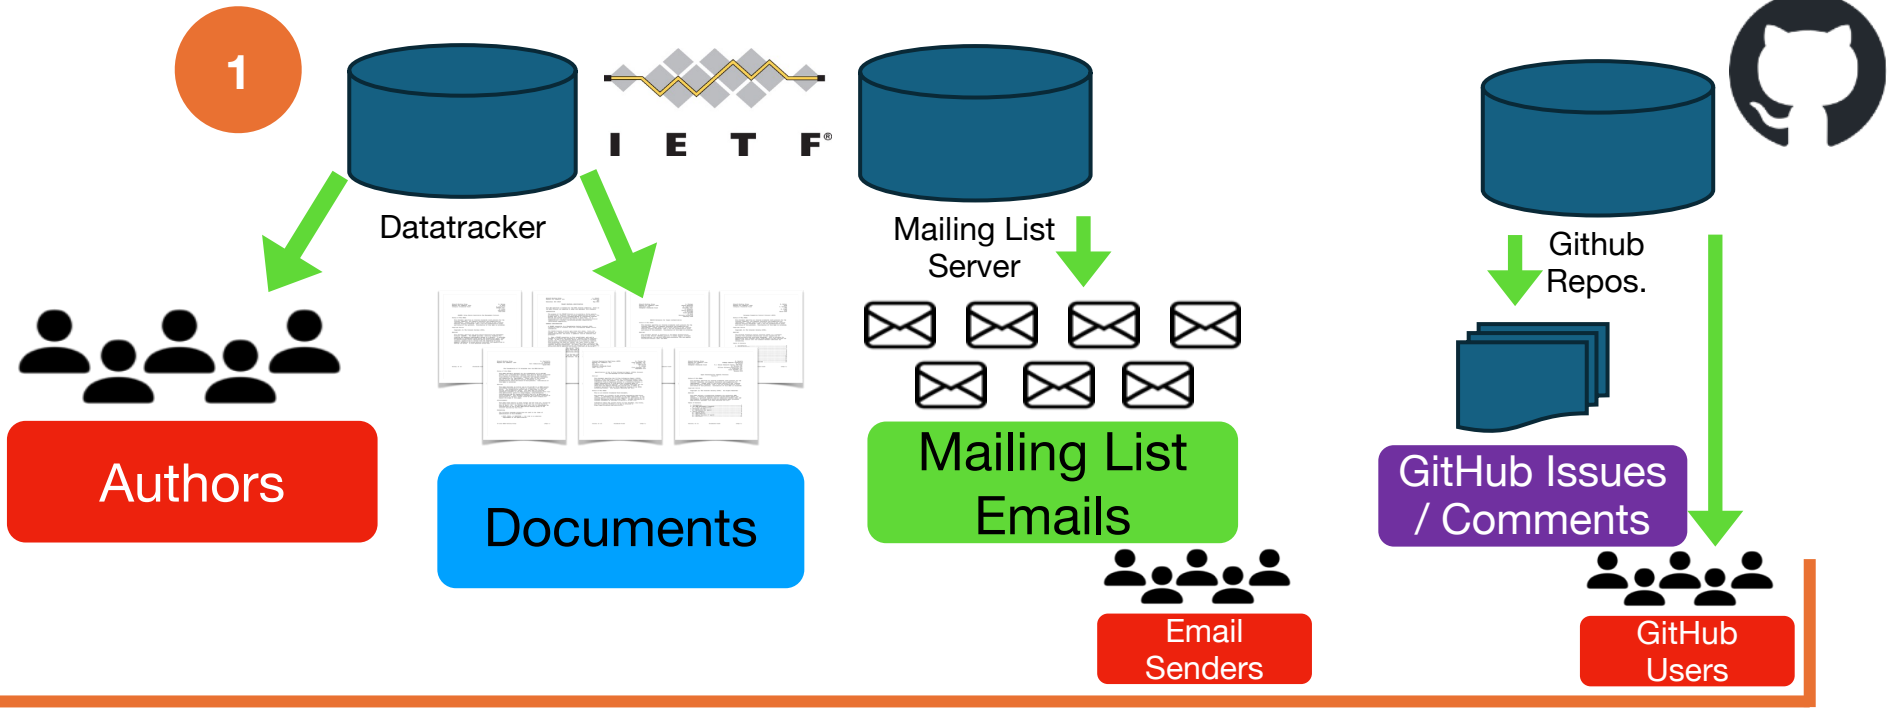 1
I E T F®
Datatracker
Mailing List
Server
Github
Repos.
Authors
Documents
Mailing List
Emails
GitHub Issues
/ Comments
Email
Senders
GitHub
Users